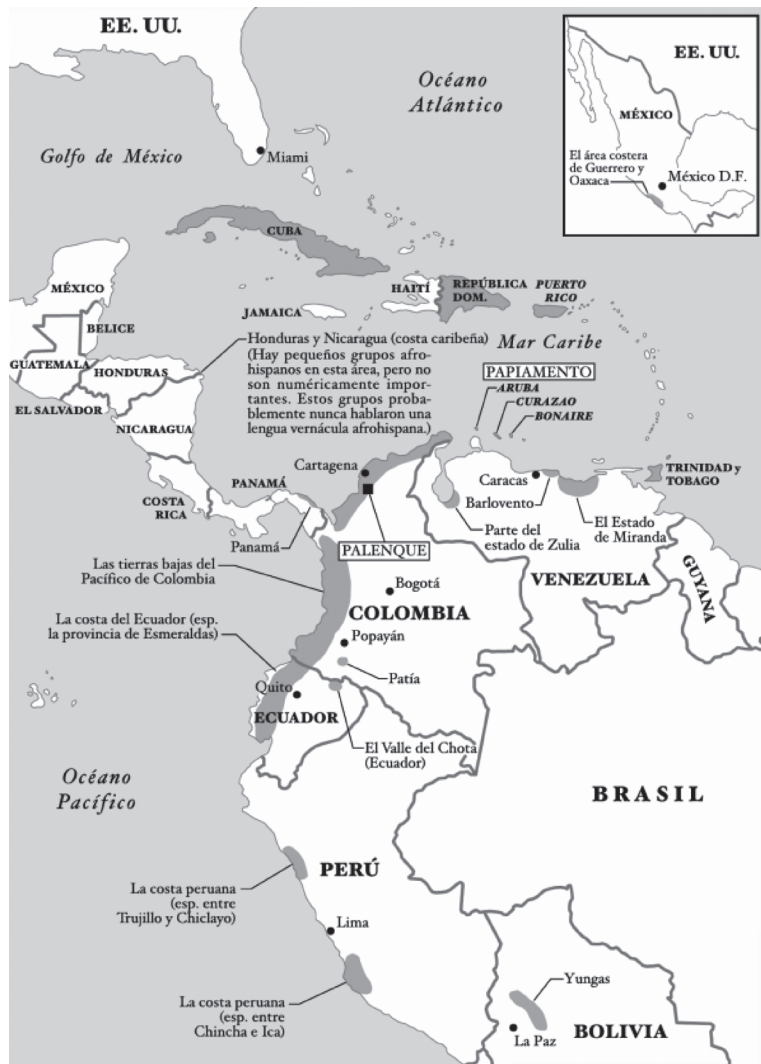 EE. UU.
Océano
Atlántico
Golfo de México
Miami
EE. UU.
MÉXICO
El área costera
de Guerrero y
Oaxaca
México D.F.
CUBA
MÉXICO
BELICE
GUATEMALA
HONDURAS
EL SALVADOR
NICARAGUA
COSTA
RICA
PANAMÁ
Panamá
JAMAICA
HAITÍ
REPÚBLICA
DOM.
PUERTO
RICO
Mar Caribe
Honduras y Nicaragua (costa caribeña)
(Hay pequeños grupos afro-
hispanos en esta área, pero no
son numéricamente impor-
tantes. Estos grupos proba-
blemente nunca hablaron una
lengua vernácula afrohispana.)
PAPIAMENTO
ARUBA
CURAZAO
BONAIRE
Cartagena
Caracas
Barlovento
TRINIDAD y
TOBAGO
Parte del
estado de Zulia
El Estado
de Miranda
PALENQUE
Las tierras bajas del
Pacífico de Colombia
Bogotá
COLOMBIA
VENEZUELA
GUYANA
La costa del Ecuador (esp.
la provincia de Esmeraldas)
Popayán
Patía
Quito
ECUADOR
El Valle del Chota
(Ecuador)
Océano
Pacífico
BRASIL
PERÚ
La costa peruana
(esp. entre
Trujillo y Chiclayo)
Lima
La costa peruana
(esp. entre
Chincha e Ica)
Yungas
La Paz
BOLIVIA